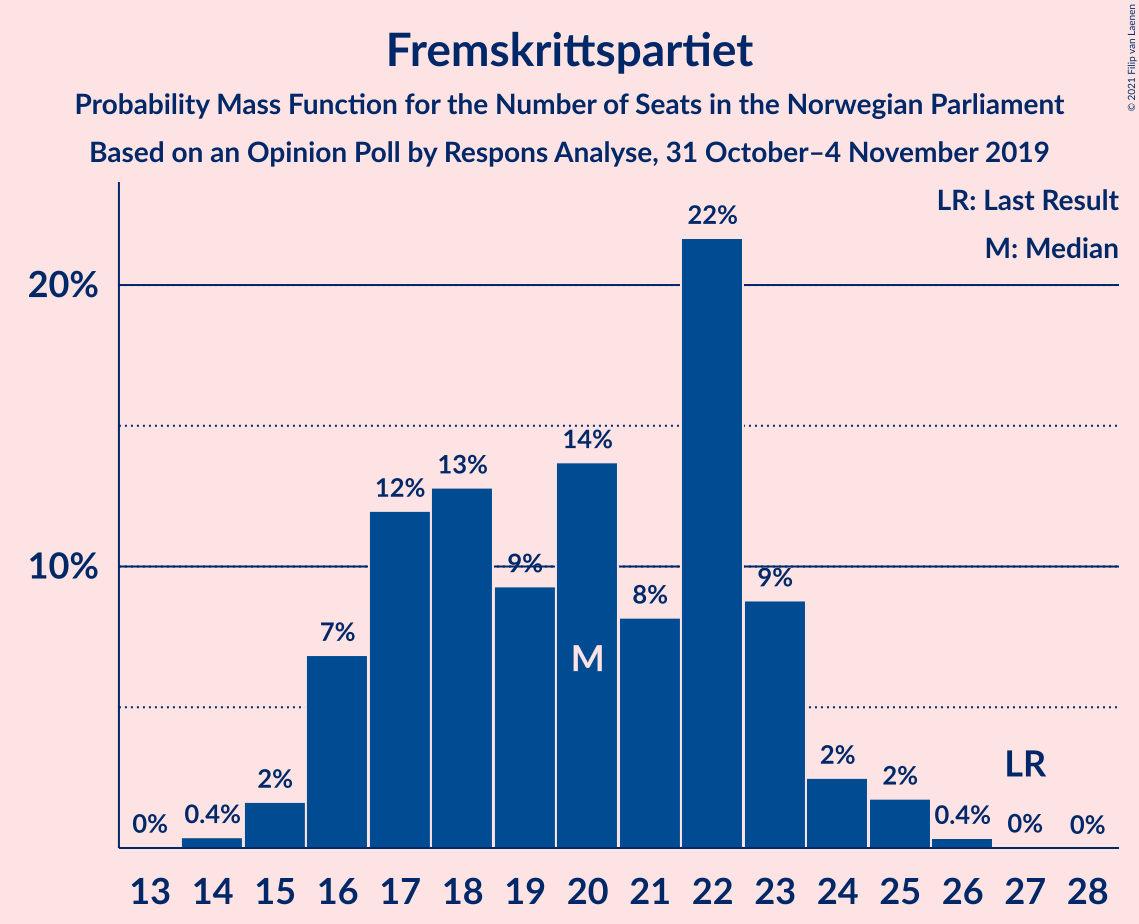 Fremskrittspartiet
Probability Mass Function for the Number of Seats in the Norwegian Parliament
Based on an Opinion Poll by Respons Analyse, 31 October–4 November 2019
© 2021 Filip van Laenen
LR: Last Result
M: Median
20%
10%
0%
0.4%
2%
7%
12%
13%
9%
14%
8%
22%
9%
2%
2%
0.4%
0%
0%
M
LR
13 14 15 16 17 18 19 20 21 22 23 24 25 26 27 28